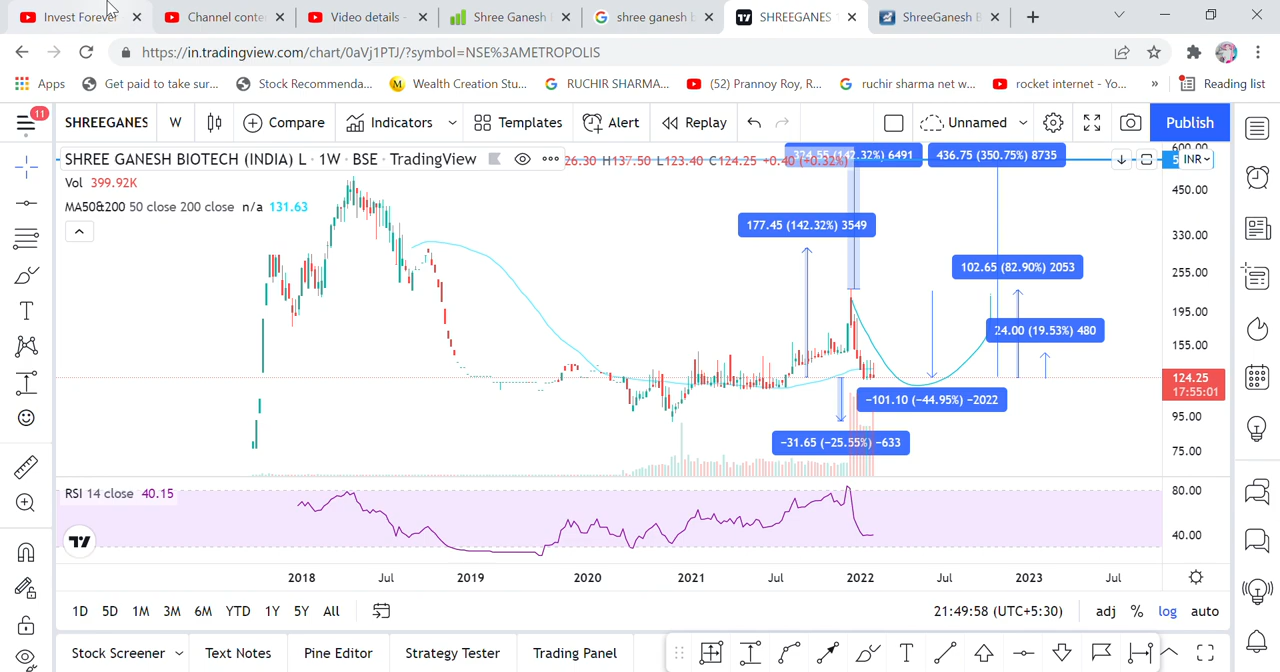 Invest Forever
Channel conte
Video details -
Shree Ganesh
shree ganesh b
SHREEGANES
ShreeGanesh B
https://in.tradingview.com/chart/0aVj1PTJ/?symbol=NSE%3AMETROPOLIS
Apps
Get paid to take sur...
Stock Recommenda...
Wealth Creation Stu...
RUCHIR SHARMA...
(52) Prannoy Roy, R...
ruchir sharma net w...
rocket internet - Yo...
»
Reading list
11
SHREEGANES
W
Compare
Indicators
Templates
Alert
Replay
Unnamed
Publish
SHREE GANESH BIOTECH (INDIA) L · 1W · BSE · TradingView
26.30 H137.50 L123.40 C124.25 +0.40 (+0.32%)
Vol 399.92K
MA50&200 50 close 200 close n/a 131.63
(142.32%) 6491
436.75 (350.75%) 8735
INR
177.45 (142.32%) 3549
102.65 (82.90%) 2053
24.00 (19.53%) 480
−101.10 (−44.95%) −2022
−31.65 (−25.55%) −633
600.00
450.00
330.00
255.00
195.00
155.00
124.25
17:55:01
95.00
75.00
RSI 14 close 40.15
80.00
40.00
2018
Jul
2019
2020
2021
Jul
2022
Jul
2023
Jul
1D 5D 1M 3M 6M YTD 1Y 5Y All
21:49:58 (UTC+5:30)
adj % log auto
Stock Screener
Text Notes
Pine Editor
Strategy Tester
Trading Panel